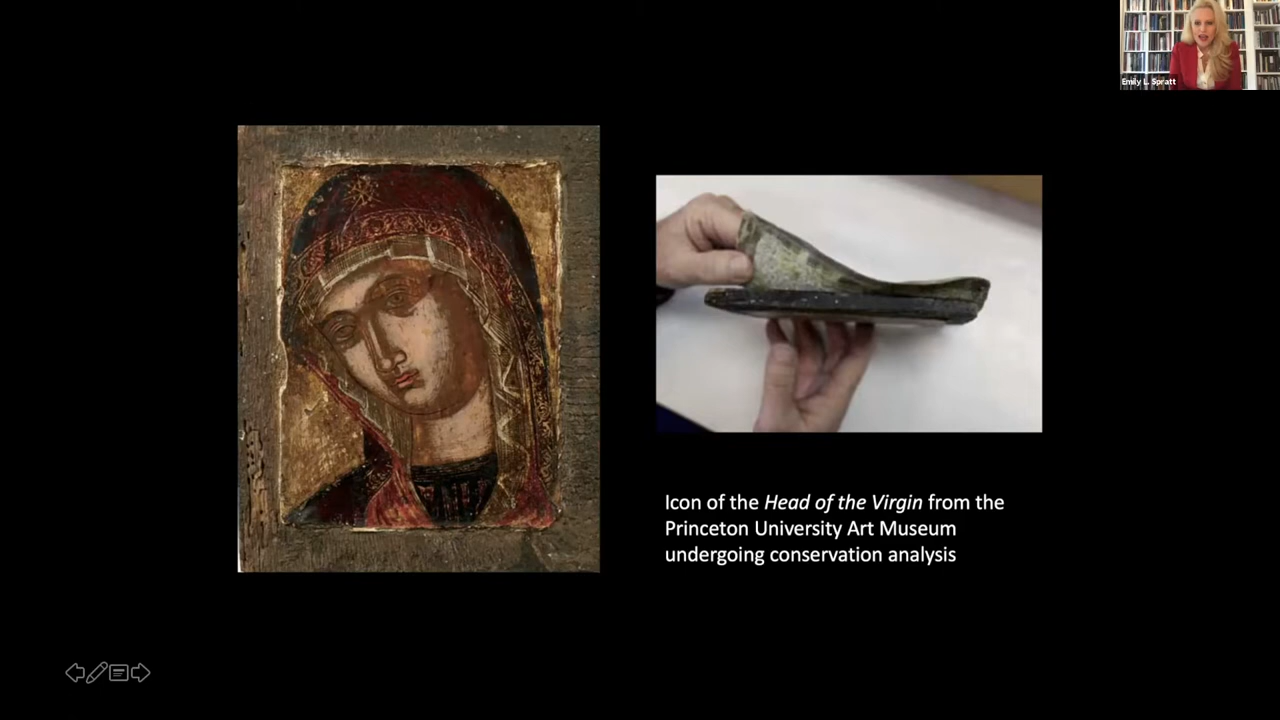 Emily L. Spratt
Icon of the Head of the Virgin from the
Princeton University Art Museum
undergoing conservation analysis